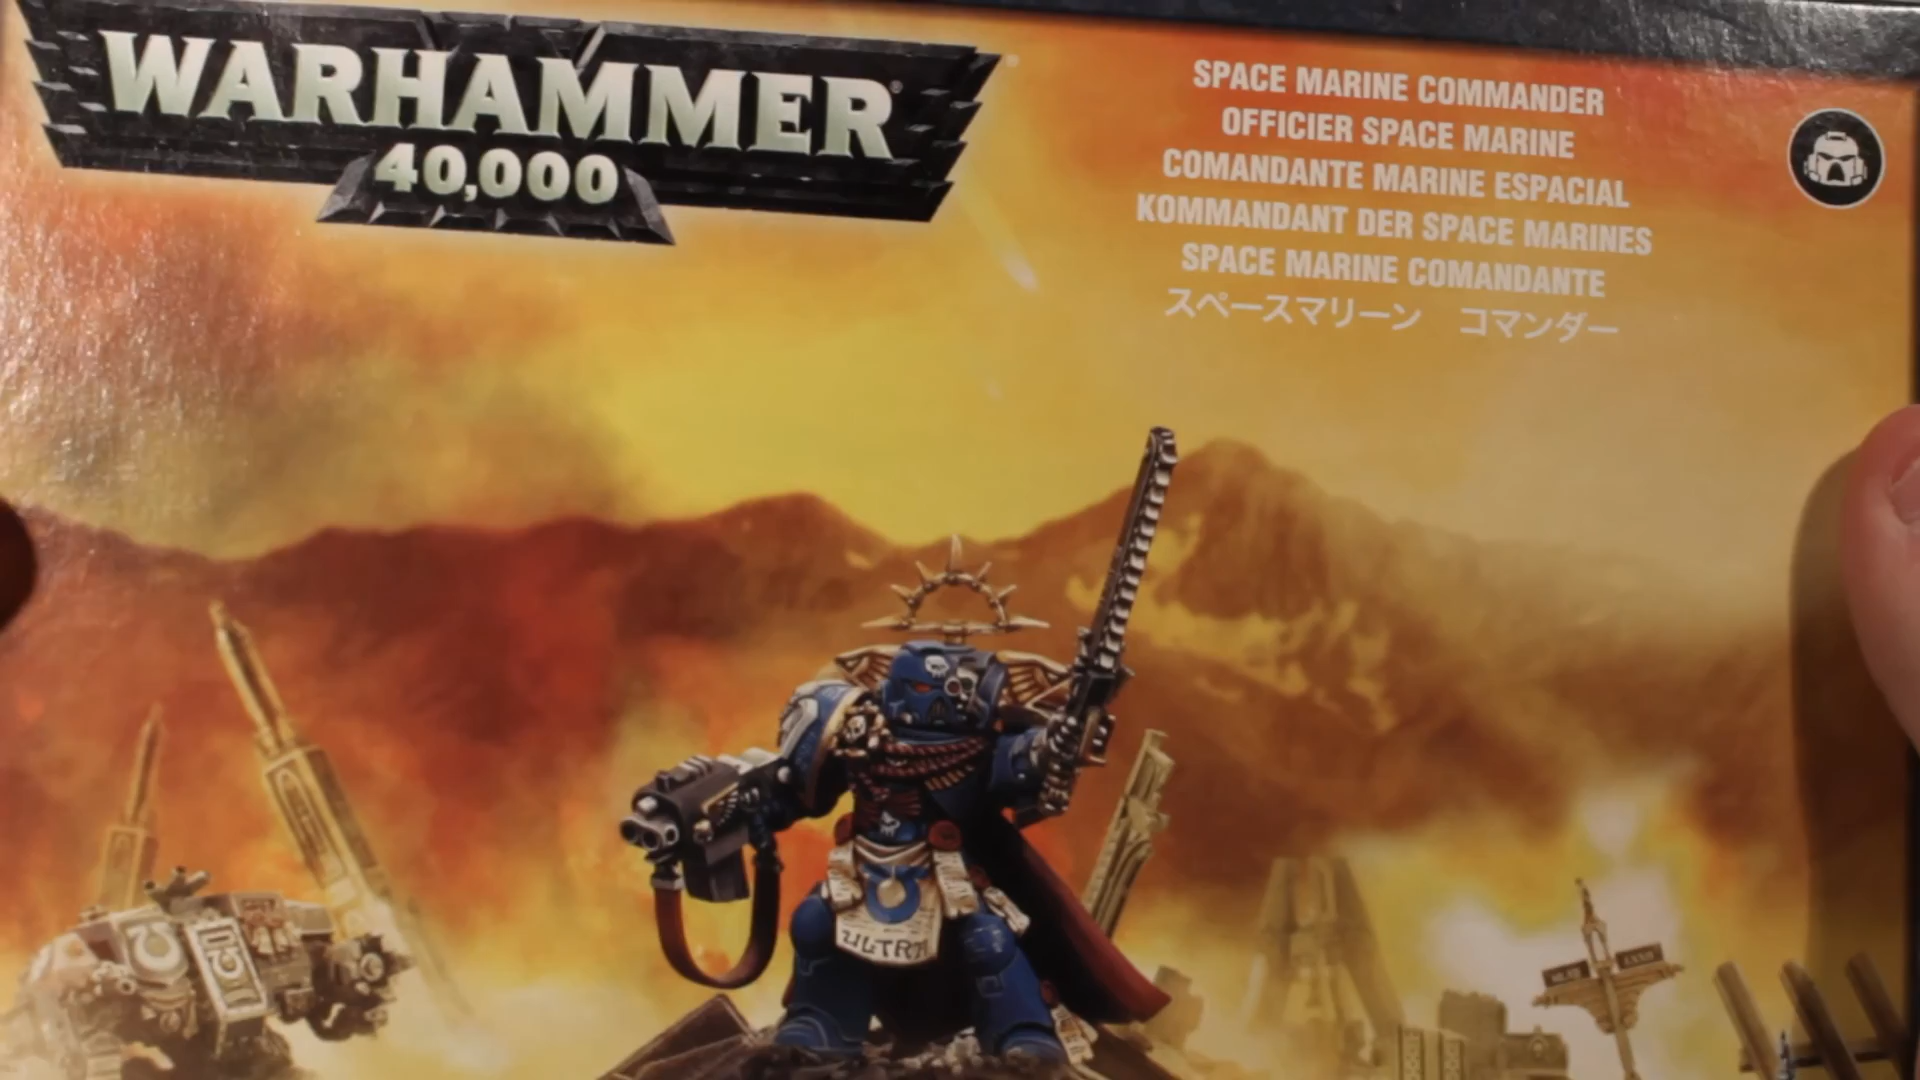 WARHAMMER®
40,000
SPACE MARINE COMMANDER
OFFICIER SPACE MARINE
COMANDANTE MARINE ESPACIAL
KOMMANDANT DER SPACE MARINES
SPACE MARINE COMANDANTE
スペースマリーン コマンダー
ULTRA